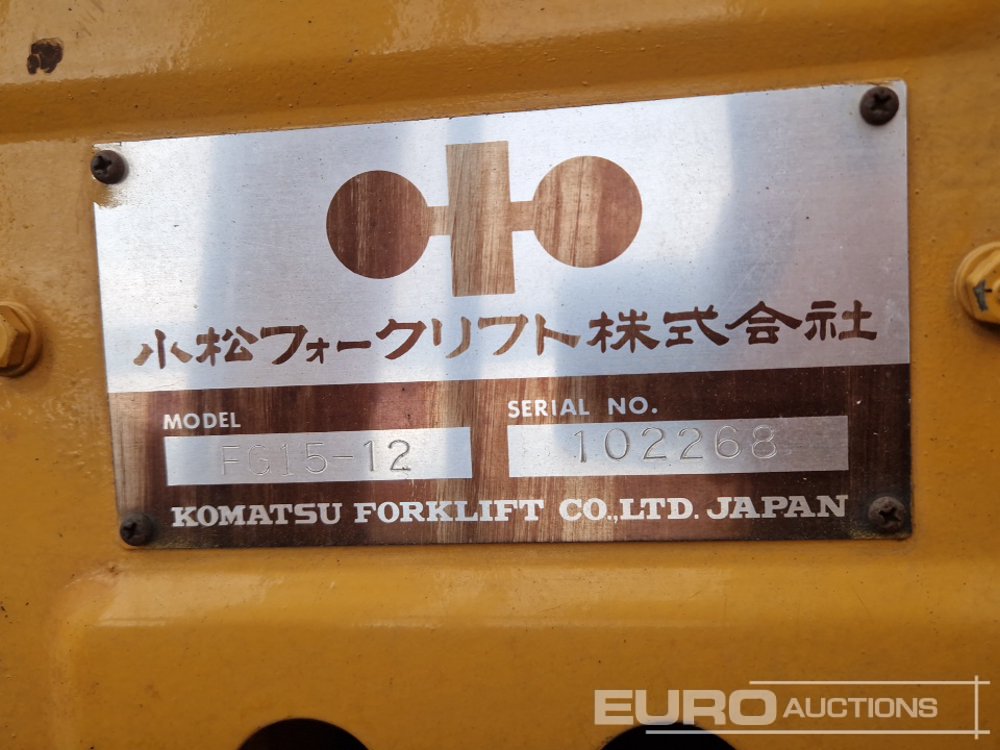 小松フォークリフト株式会社
MODEL SERIAL NO.
FG15-12 102268
KOMATSU FORKLIFT CO.,LTD. JAPAN
EURO AUCTIONS